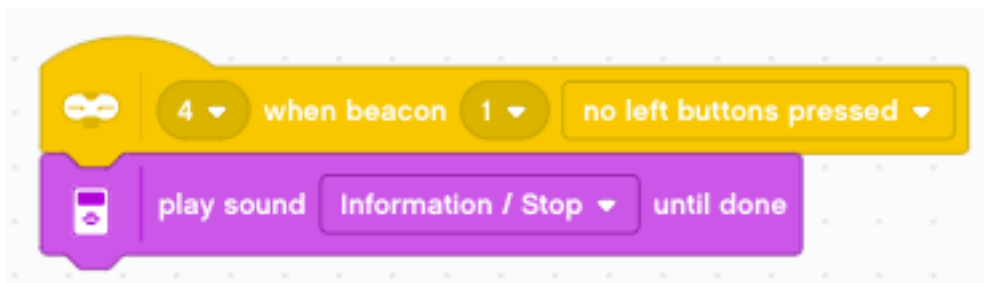 4 when beacon 1 no left buttons pressed
play sound Information / Stop until done